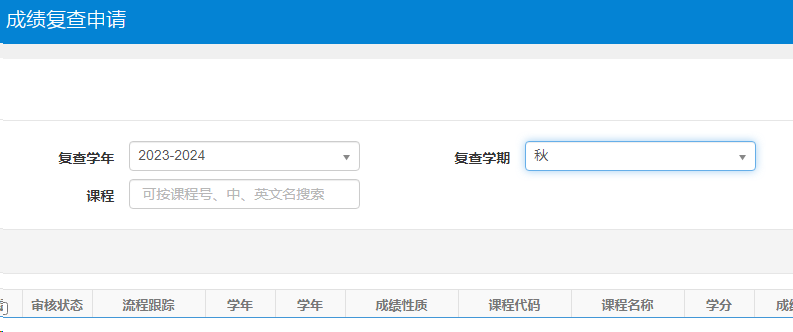 成绩复查申请
复查学年 2023-2024 复查学期 秋
课程 可按课程号、中、英文名搜索
审核状态 流程跟踪 学年 学年 成绩性质 课程代码 课程名称 学分